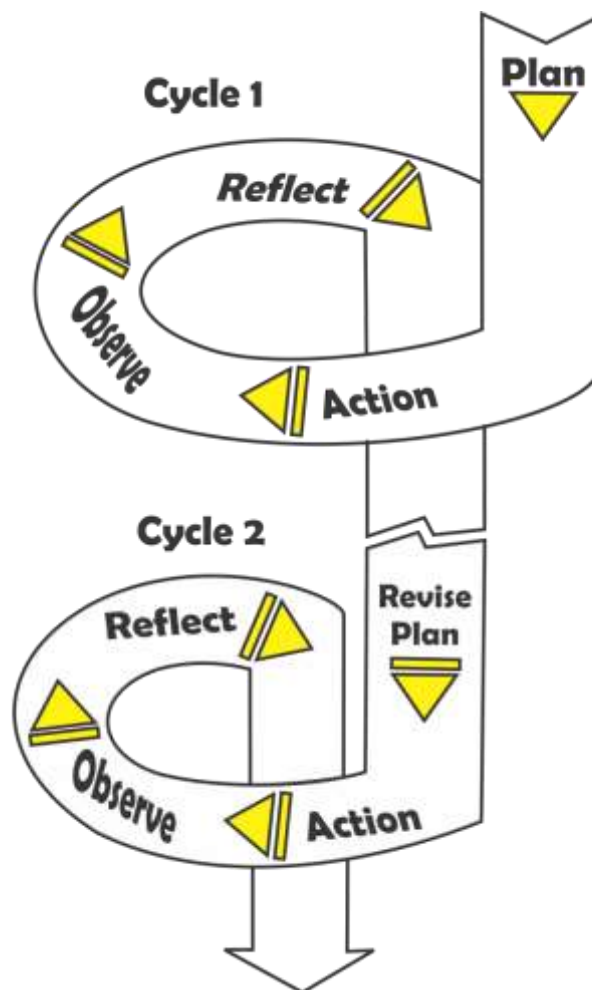 Plan
Cycle 1
Reflect
Observe
Action
Cycle 2
Revise
Plan
Reflect
Observe
Action